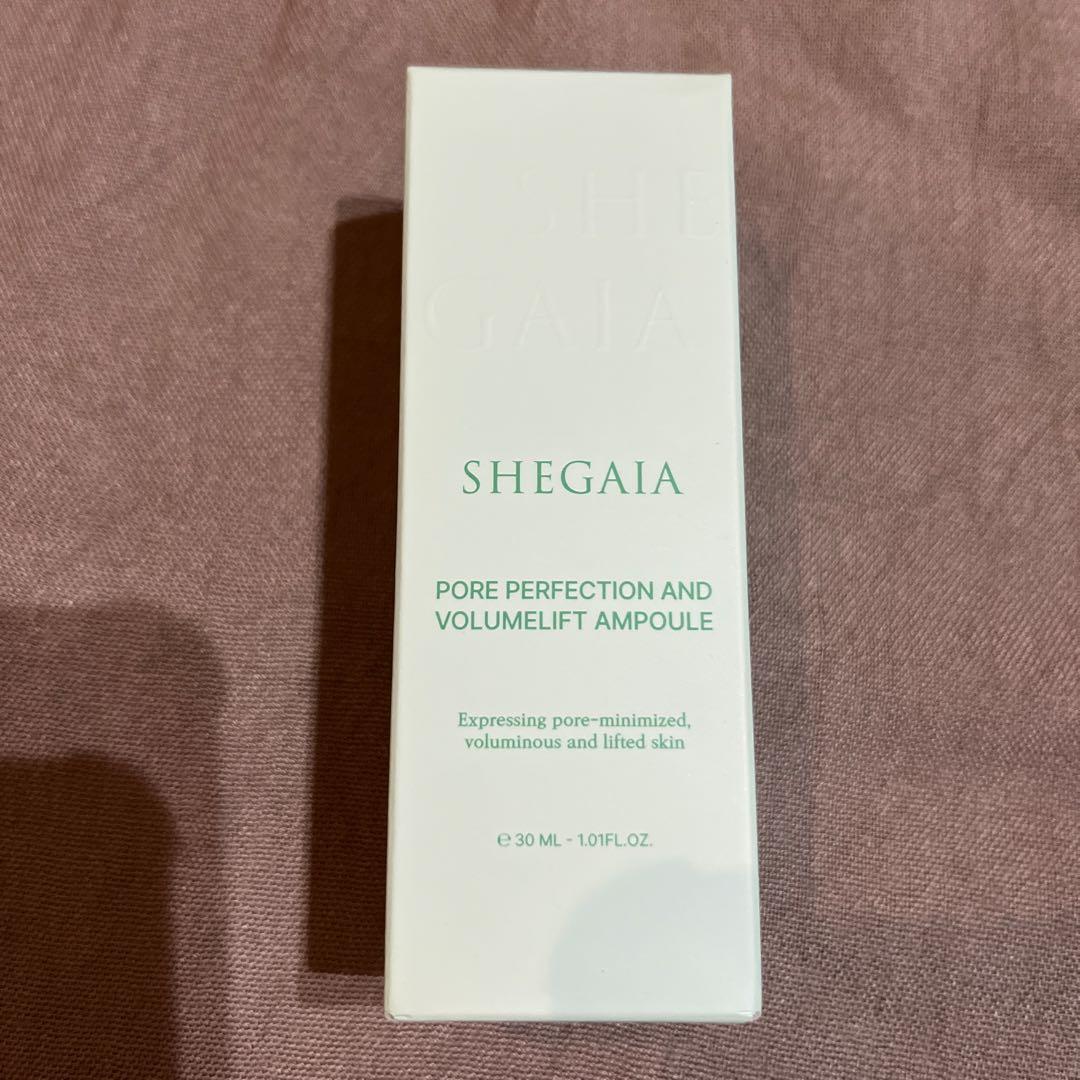 SHE
GAIA
SHEGAIA
PORE PERFECTION AND
VOLUMELIFT AMPOULE
Expressing pore-minimized,
voluminous and lifted skin
℮ 30 ML - 1.01FL.OZ.